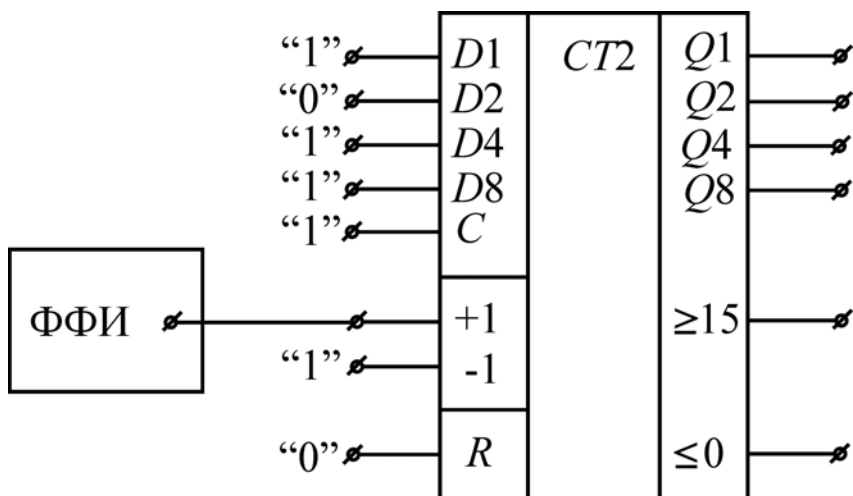 “1” D1 CT2 Q1
“0” D2 Q2
“1” D4 Q4
“1” D8 Q8
“1” C
ФФИ +1 ≥15
“1” -1
“0” R ≤0